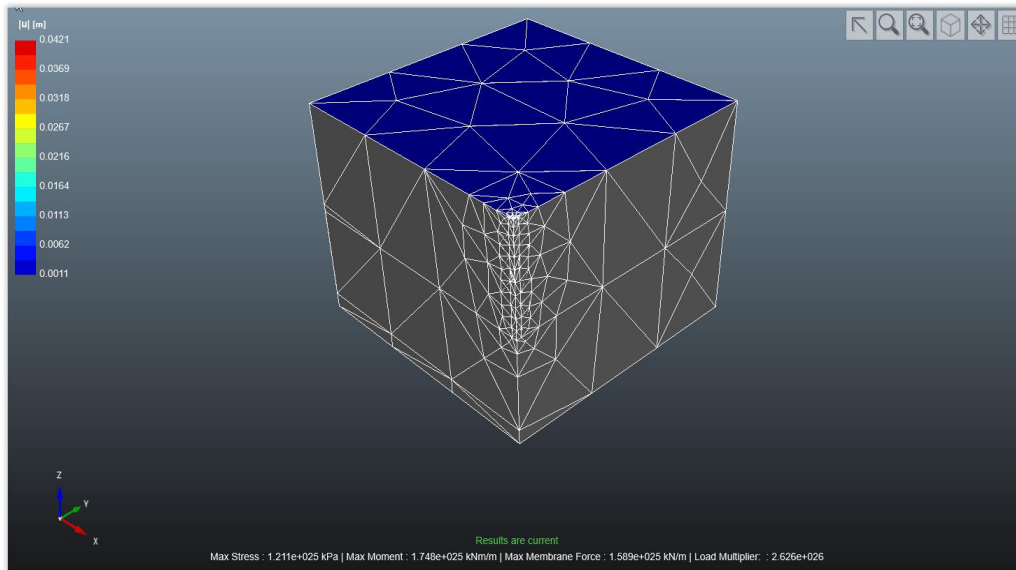 |u| [m]
0.0421
0.0369
0.0318
0.0267
0.0216
0.0164
0.0113
0.0062
0.0011
Z
Y
X
Results are current
Max Stress : 1.211e+025 kPa | Max Moment : 1.748e+025 kNm/m | Max Membrane Force : 1.589e+025 kN/m | Load Multiplier: : 2.626e+026